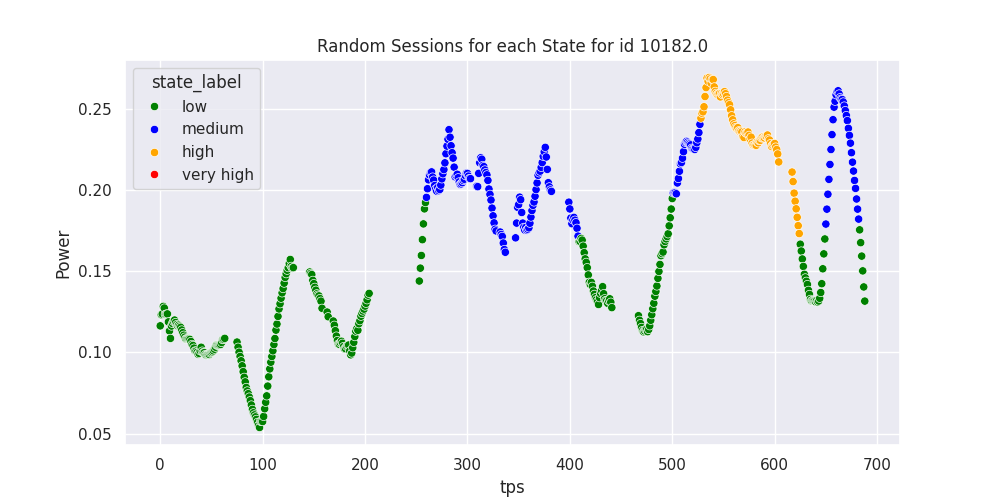 Random Sessions for each State for id 10182.0
state_label
low
medium
high
very high
Power
0.25
0.20
0.15
0.10
0.05
0 100 200 300 400 500 600 700
tps